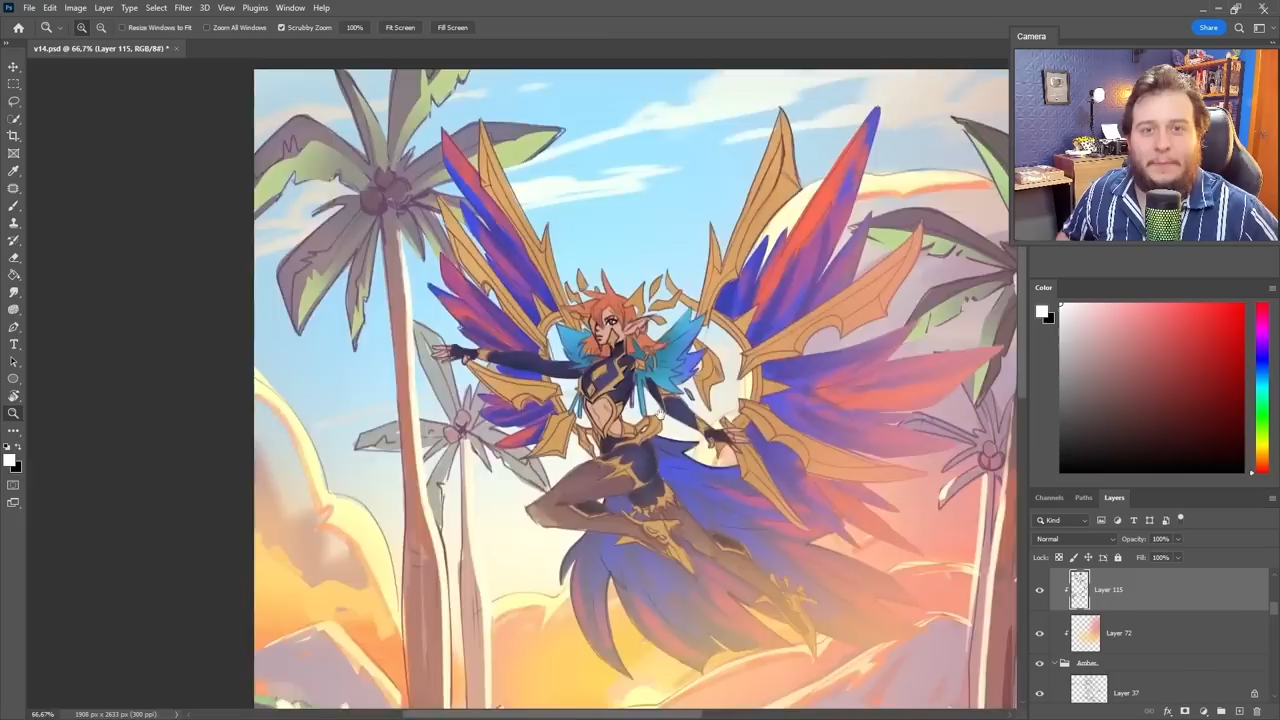 Ps File Edit Image Layer Type Select Filter 3D View Plugins Window Help
Resize Windows to Fit Zoom All Windows Scrubby Zoom 100% Fit Screen Fill Screen Share
v14.psd @ 66,7% (Layer 115, RGB/8#) *
Camera
Color
Channels Paths Layers
Kind
Normal Opacity: 100%
Lock: Fill: 100%
Layer 115
Layer 72
Amber
Layer 37
66,67% 1908 px x 2633 px (300 ppi)